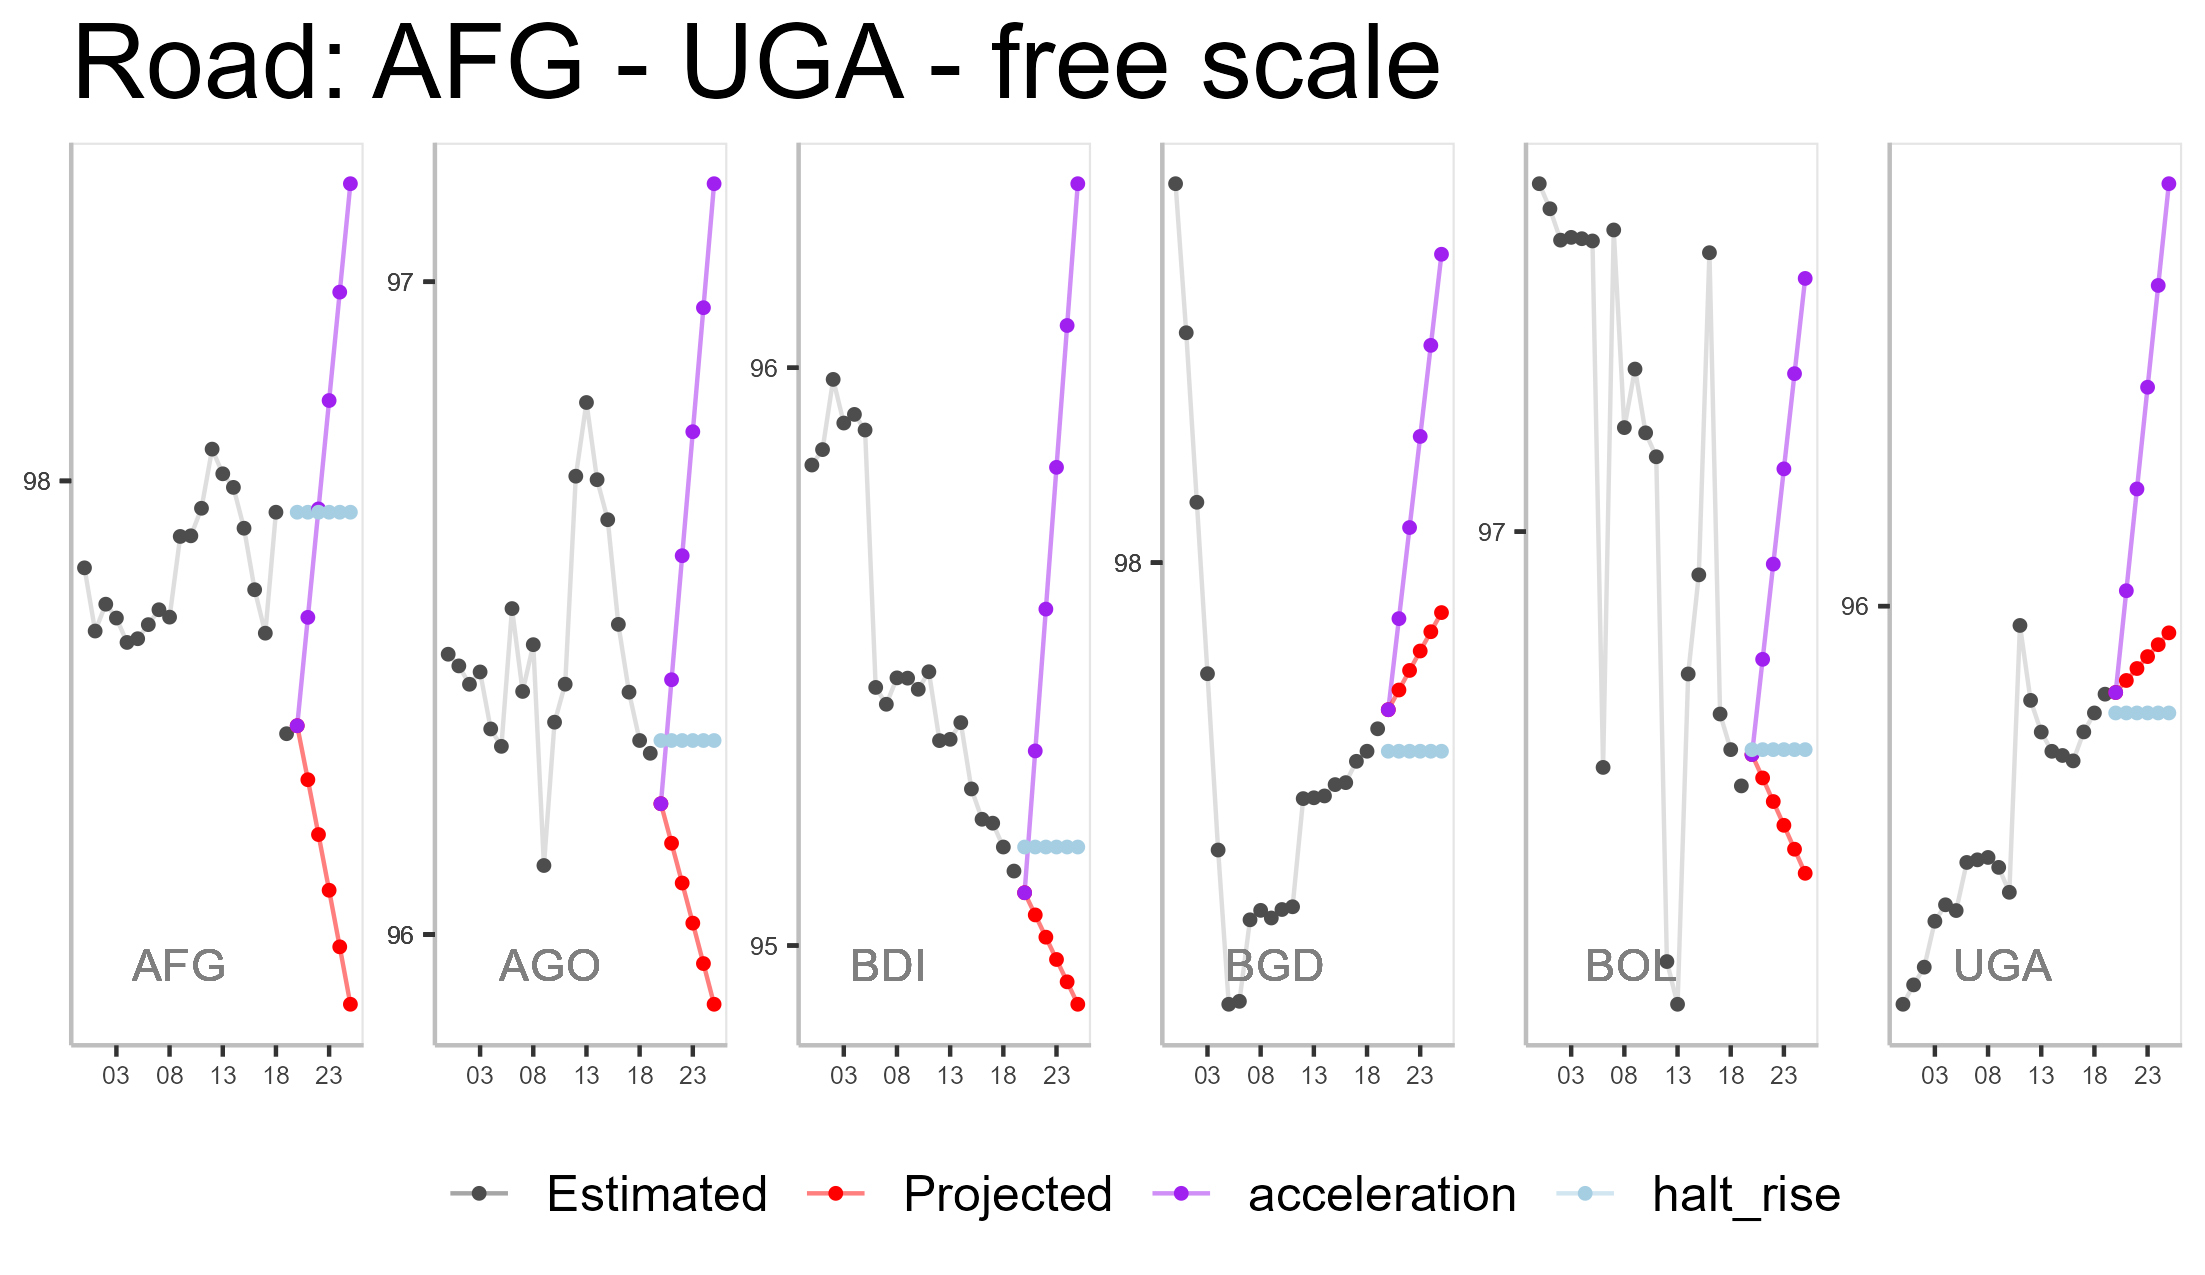 Road: AFG - UGA - free scale
98
97
96
96
95
98
97
96
AFG
AGO
BDI
BGD
BOL
UGA
03 08 13 18 23
03 08 13 18 23
03 08 13 18 23
03 08 13 18 23
03 08 13 18 23
03 08 13 18 23
Estimated
Projected
acceleration
halt_rise